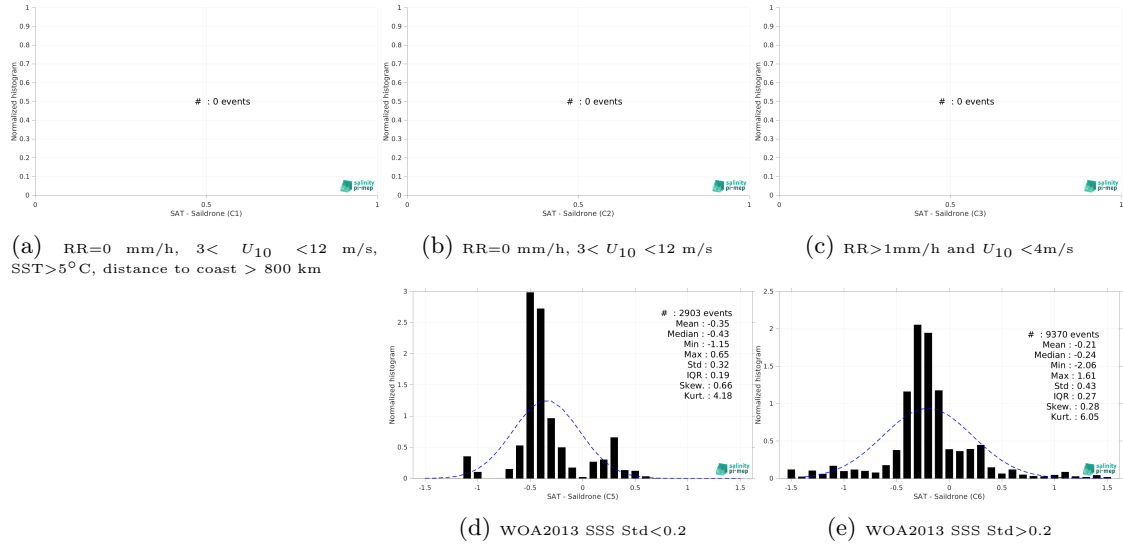 1
0.9
0.8
0.7
0.6
0.5
0.4
0.3
0.2
0.1
0
Normalized histogram
# : 0 events
0 0.5 1
SAT - Saildrone (C1)
salinity
pi-mep
1
0.9
0.8
0.7
0.6
0.5
0.4
0.3
0.2
0.1
0
Normalized histogram
# : 0 events
0 0.5 1
SAT - Saildrone (C2)
salinity
pi-mep
1
0.9
0.8
0.7
0.6
0.5
0.4
0.3
0.2
0.1
0
Normalized histogram
# : 0 events
0 0.5 1
SAT - Saildrone (C3)
salinity
pi-mep
(a) RR=0 mm/h, 3< U10 <12 m/s,
SST>5°C, distance to coast > 800 km
(b) RR=0 mm/h, 3< U10 <12 m/s
(c) RR>1mm/h and U10 <4m/s
3
2.5
2
1.5
1
0.5
0
Normalized histogram
# : 2903 events
Mean : -0.35
Median : -0.43
Min : -1.15
Max : 0.65
Std : 0.32
IQR : 0.19
Skew. : 0.66
Kurt. : 4.18
salinity
pi-mep
-1.5 -1 -0.5 0 0.5 1 1.5
SAT - Saildrone (C5)
2.5
2
1.5
1
0.5
0
Normalized histogram
# : 9370 events
Mean : -0.21
Median : -0.24
Min : -2.06
Max : 1.61
Std : 0.43
IQR : 0.27
Skew. : 0.28
Kurt. : 6.05
salinity
pi-mep
-1.5 -1 -0.5 0 0.5 1 1.5
SAT - Saildrone (C6)
(d) WOA2013 SSS Std<0.2
(e) WOA2013 SSS Std>0.2